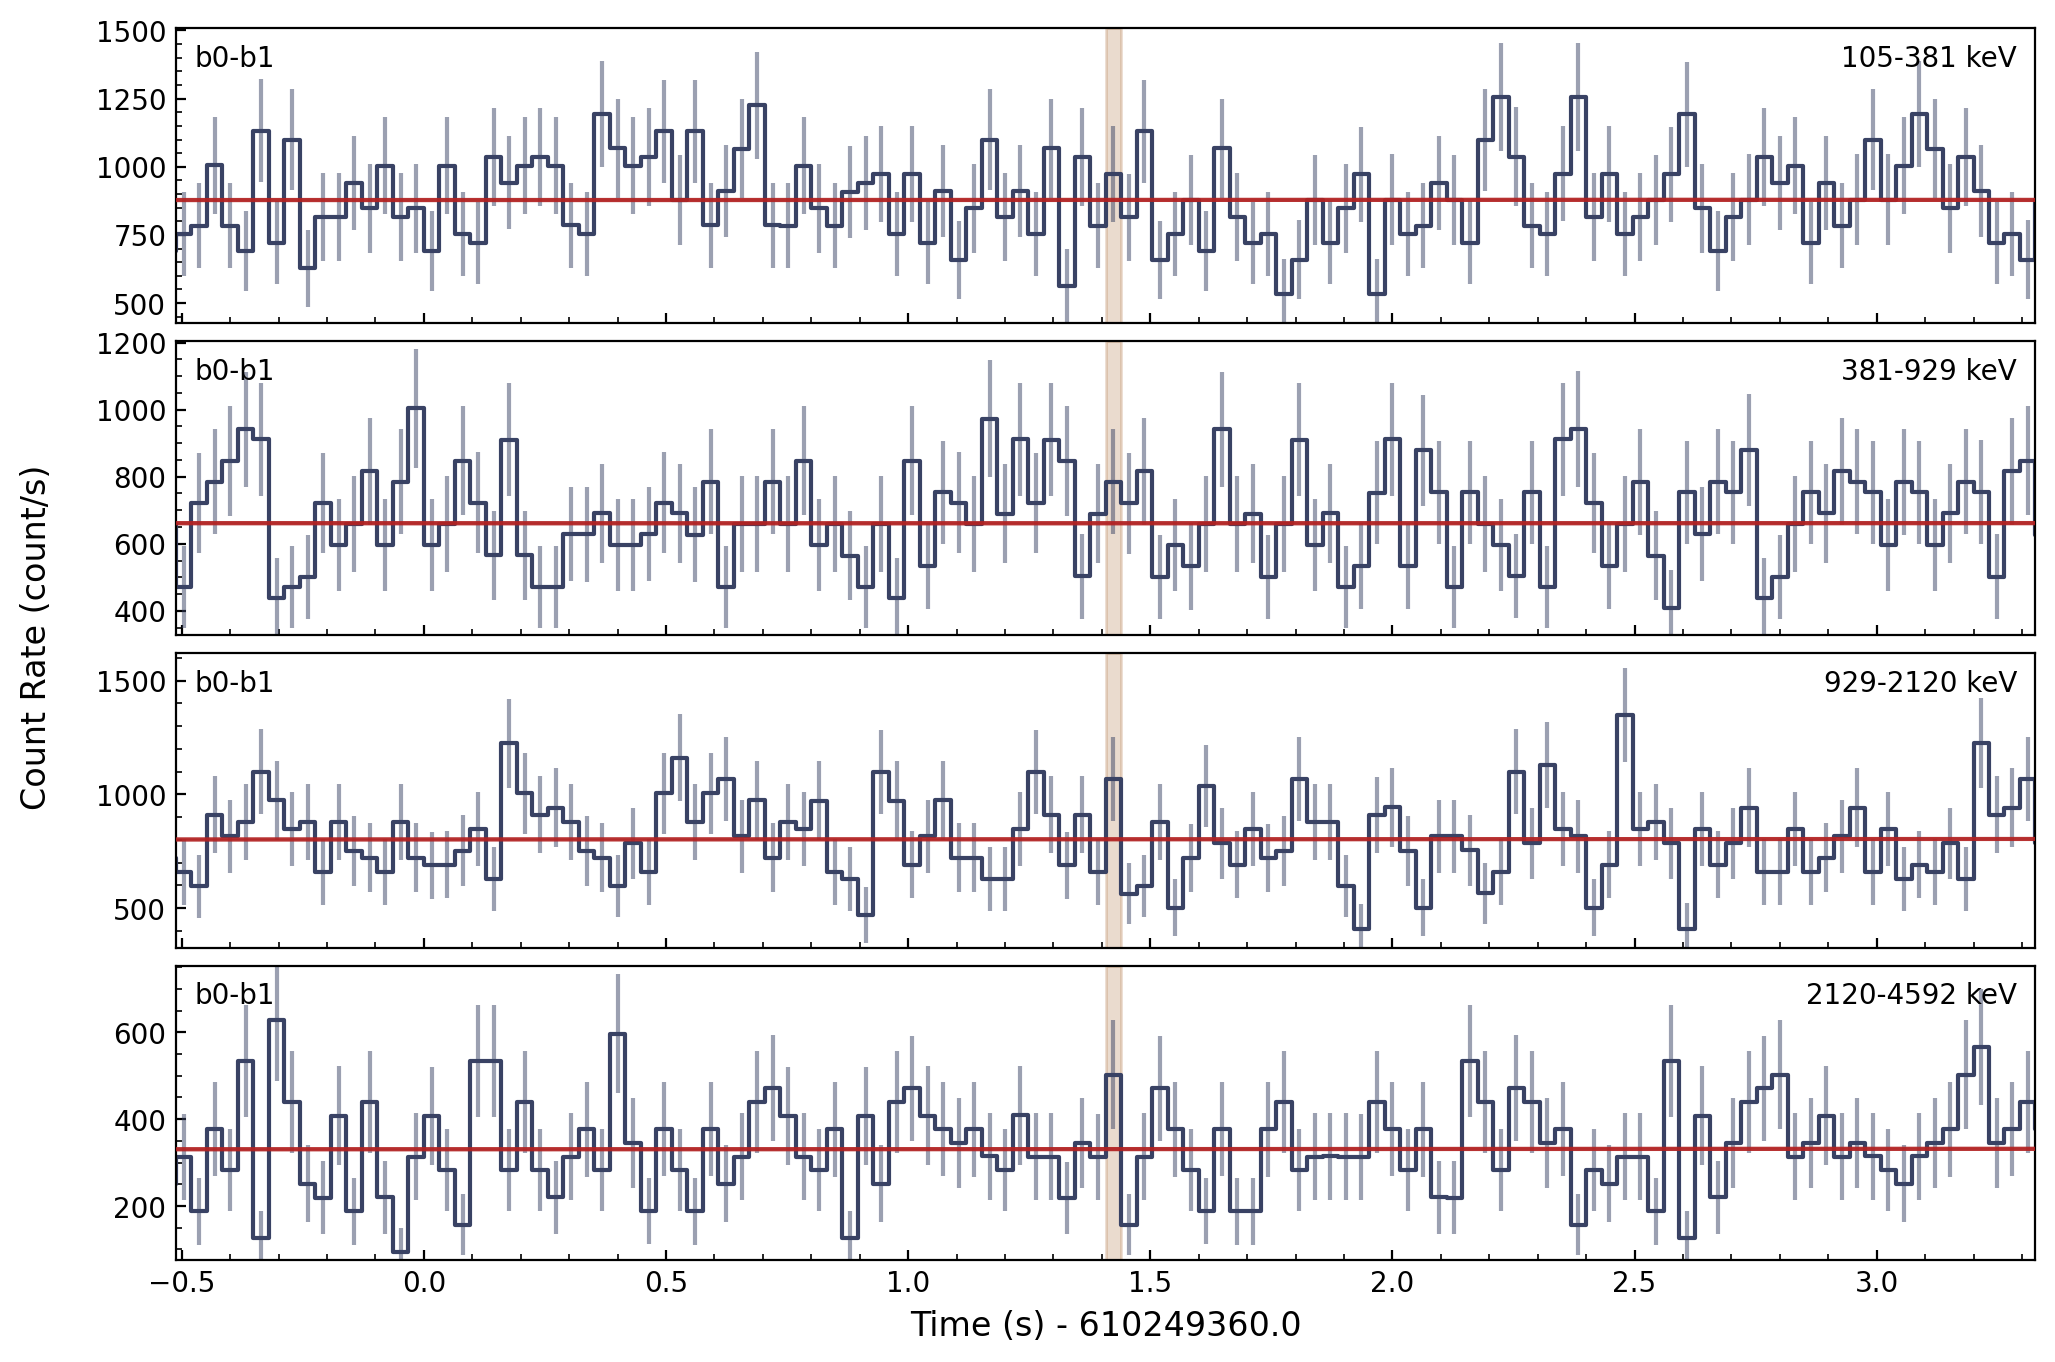 1500
b0-b1
105-381 keV
1250
1000
750
500
1200
b0-b1
381-929 keV
1000
800
600
400
Count Rate (count/s)
1500
b0-b1
929-2120 keV
1000
500
b0-b1
2120-4592 keV
600
400
200
−0.5 0.0 0.5 1.0 1.5 2.0 2.5 3.0
Time (s) - 610249360.0